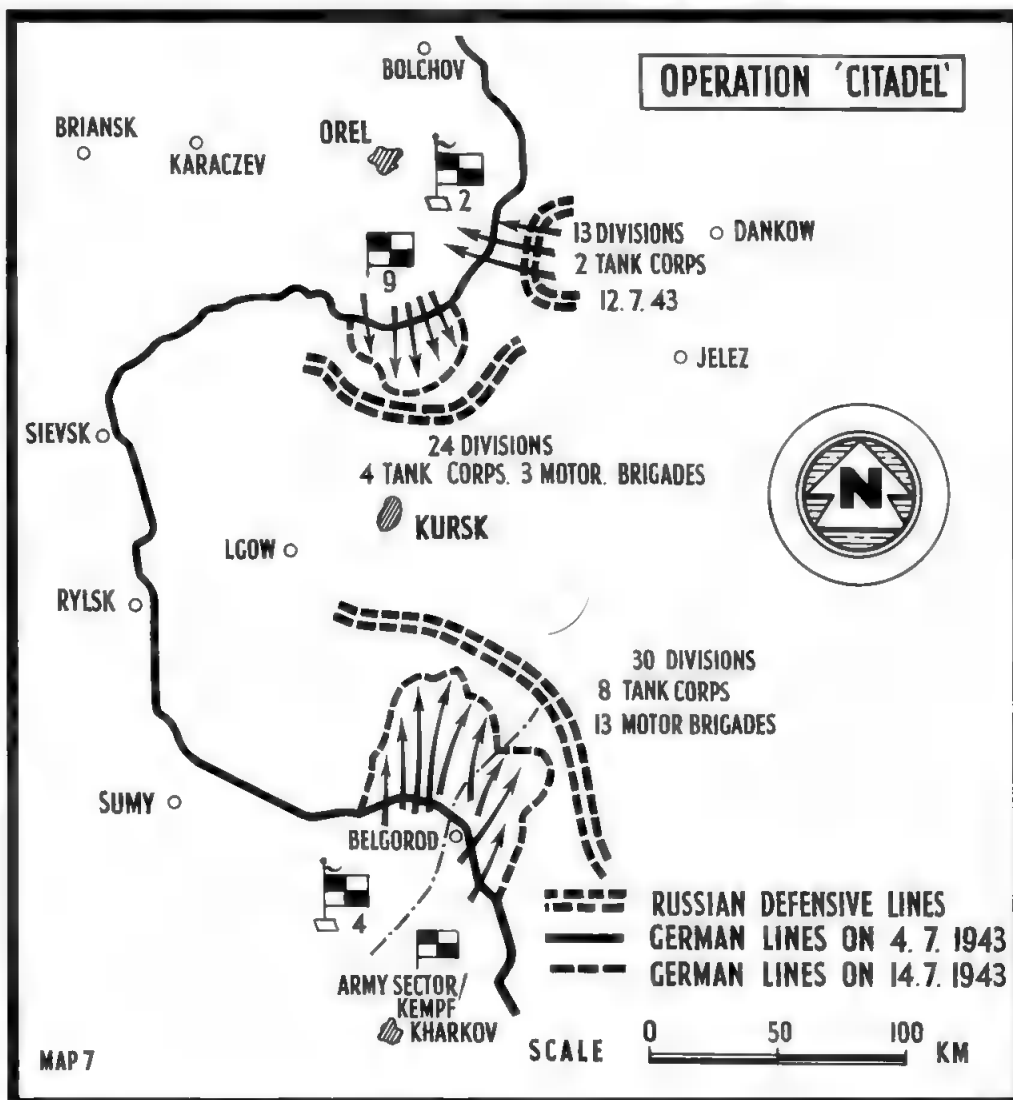 BOLCHOV
OPERATION 'CITADEL'
BRIANSK
KARACZEV
OREL
2
13 DIVISIONS
DANKOW
2 TANK CORPS
12.7.43
9
JELEZ
SIEVSK
24 DIVISIONS
4 TANK CORPS. 3 MOTOR. BRIGADES
N
KURSK
LGOW
RYLSK
30 DIVISIONS
8 TANK CORPS
13 MOTOR BRIGADES
SUMY
BELGOROD
4
RUSSIAN DEFENSIVE LINES
GERMAN LINES ON 4.7.1943
GERMAN LINES ON 14.7.1943
ARMY SECTOR/
KEMPF
KHARKOV
SCALE
0 50 100 KM
MAP 7